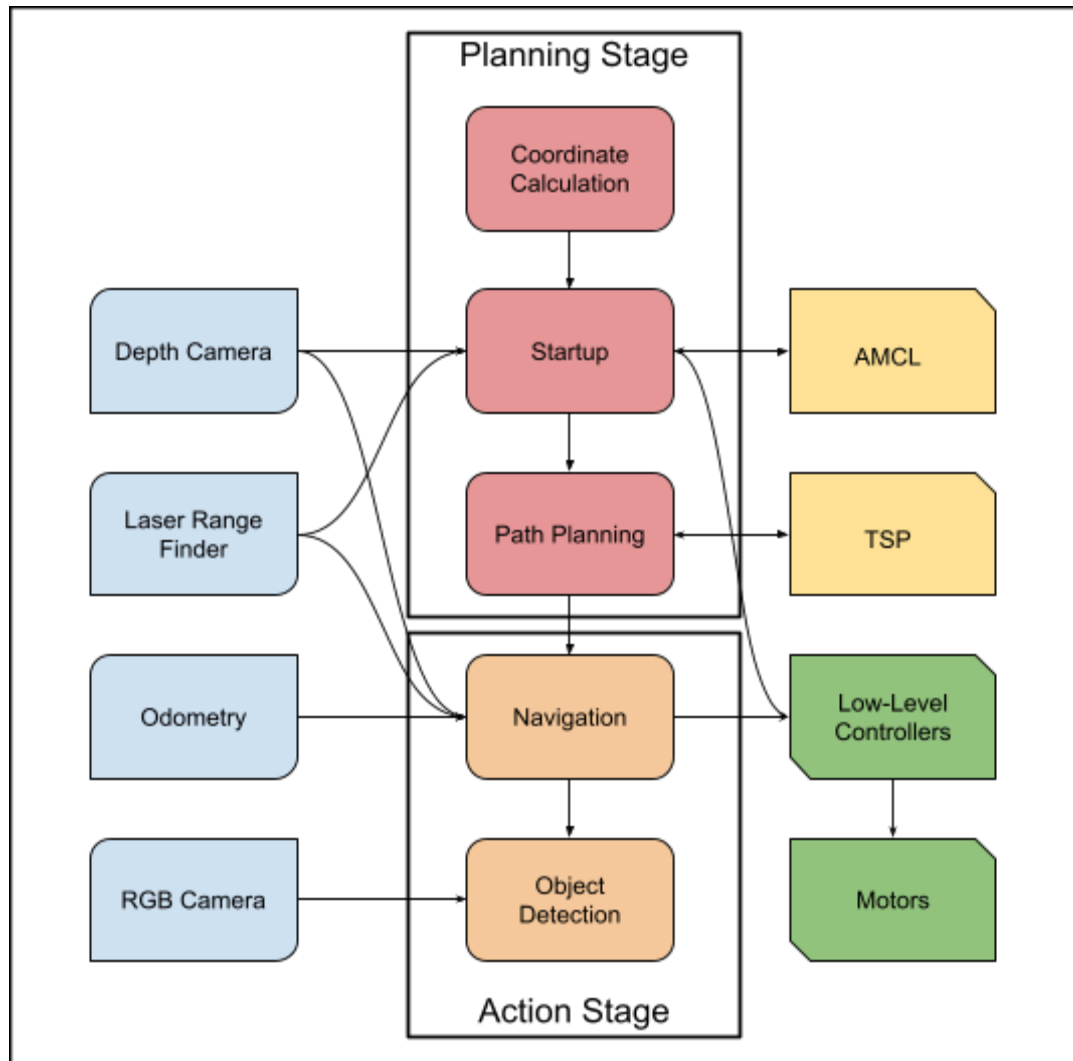 Planning Stage
Coordinate
Calculation
Depth Camera
Startup
AMCL
Laser Range
Finder
Path Planning
TSP
Odometry
Navigation
Low-Level
Controllers
RGB Camera
Object
Detection
Motors
Action Stage